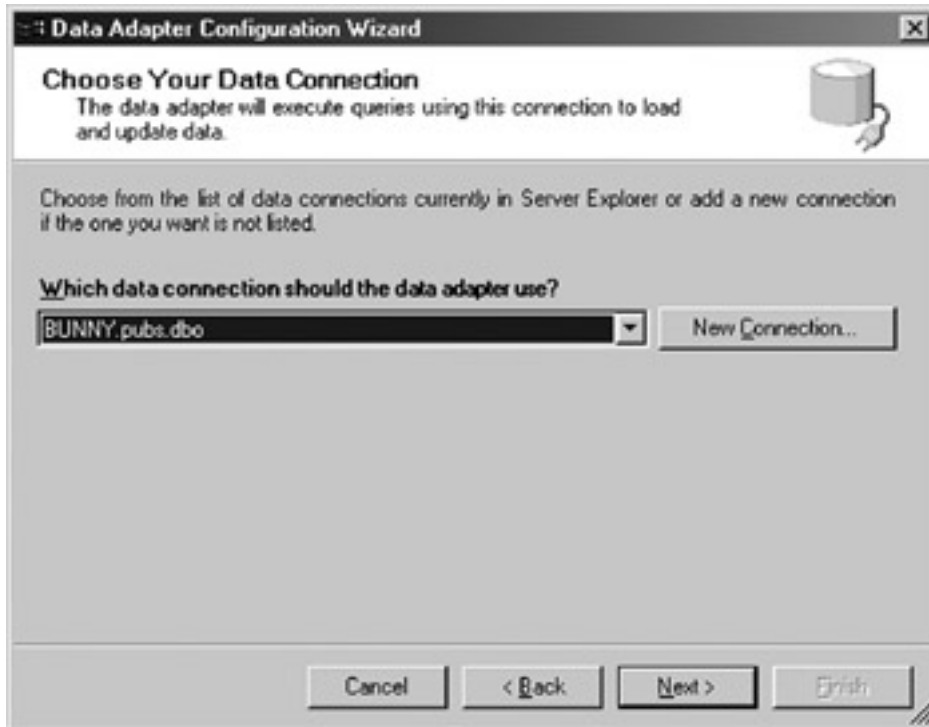 Data Adapter Configuration Wizard
Choose Your Data Connection
The data adapter will execute queries using this connection to load
and update data.
Choose from the list of data connections currently in Server Explorer or add a new connection
if the one you want is not listed.
Which data connection should the data adapter use?
BUNNY.pubs.dbo
New Connection...
Cancel
< Back
Next >
Finish